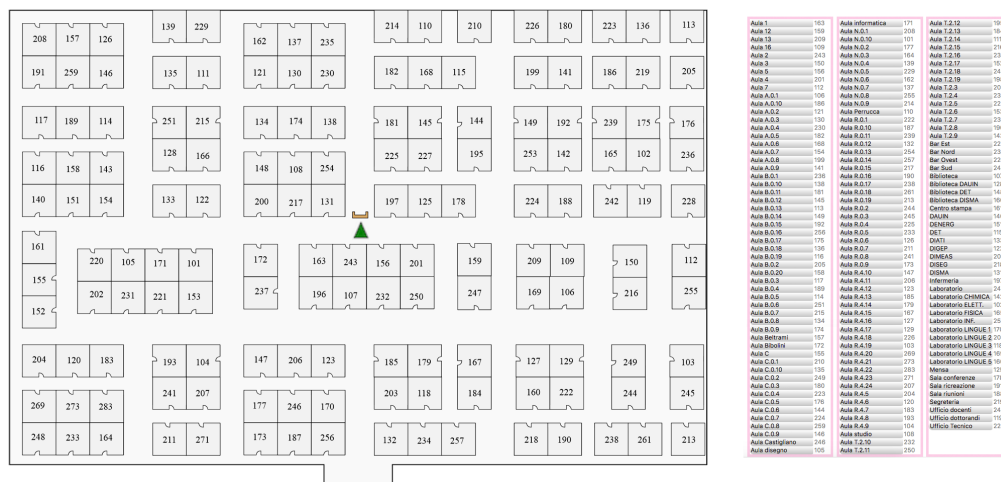 139 229
214 110 210
226 180 223 136 113
208 157 126
162 137 235
191 259 146
135 111
121 130 230
182 168 115
199 141 186 219 205
117 189 114
251 215
134 174 138
181 145 144
149 192 239 175 176
128 166
225 227 195
253 142 165 102 236
116 158 143
148 108 254
140 151 154
133 122
200 217 131
197 125 178
224 188 242 119 228
161
155
152
220 105 171 101
202 231 221 153
172
237
163 243 156 201
196 107 232 250
159
247
209 109
169 106
150
216
112
255
204 120 183
193 104
147 206 123
185 179 167
127 129 249 103
241 207
203 118 184
160 222 244 245
269 273 283
177 246 170
248 233 164
211 271
173 187 256
132 234 257
218 190 238 261 213
Aula 1 163
Aula 12 159
Aula 13 209
Aula 16 109
Aula 2 243
Aula 3 150
Aula 5 156
Aula 4 201
Aula 7 112
Aula A.0.1 106
Aula A.0.10 186
Aula A.0.2 121
Aula A.0.3 130
Aula A.0.4 230
Aula A.0.5 182
Aula A.0.6 168
Aula A.0.7 154
Aula A.0.8 199
Aula A.0.9 141
Aula B.0.1 236
Aula B.0.10 138
Aula B.0.11 181
Aula B.0.12 145
Aula B.0.13 113
Aula B.0.14 149
Aula B.0.15 192
Aula B.0.16 256
Aula B.0.17 175
Aula B.0.18 136
Aula B.0.19 116
Aula B.0.2 205
Aula B.0.20 158
Aula B.0.3 117
Aula B.0.4 189
Aula B.0.5 114
Aula B.0.6 251
Aula B.0.7 215
Aula B.0.8 134
Aula B.0.9 174
Aula Beltrami 157
Aula Bibolini 172
Aula C 155
Aula C.0.1 210
Aula C.0.10 135
Aula C.0.2 249
Aula C.0.3 180
Aula C.0.4 223
Aula C.0.5 176
Aula C.0.6 144
Aula C.0.7 224
Aula C.0.8 259
Aula C.0.9 146
Aula Castigliano 246
Aula disegno 105
Aula informatica 171
Aula N.0.1 208
Aula N.0.10 101
Aula N.0.2 177
Aula N.0.3 164
Aula N.0.4 139
Aula N.0.5 229
Aula N.0.6 162
Aula N.0.7 137
Aula N.0.8 255
Aula N.0.9 214
Aula Perrucca 110
Aula R.0.1 222
Aula R.0.10 187
Aula R.0.11 239
Aula R.0.12 132
Aula R.0.14 257
Aula R.0.15 217
Aula R.0.16 190
Aula R.0.17 238
Aula R.0.18 261
Aula R.0.19 213
Aula R.0.2 244
Aula R.0.3 245
Aula R.0.4 225
Aula R.0.5 233
Aula R.0.6 126
Aula R.0.7 211
Aula R.0.8 241
Aula R.0.9 173
Aula R.4.10 147
Aula R.4.11 206
Aula R.4.12 123
Aula R.4.13 185
Aula R.4.14 179
Aula R.4.15 167
Aula R.4.16 127
Aula R.4.17 129
Aula R.4.18 226
Aula R.4.19 103
Aula R.4.20 269
Aula R.4.21 273
Aula R.4.22 283
Aula R.4.23 271
Aula R.4.24 207
Aula R.4.5 204
Aula R.4.6 120
Aula R.4.7 183
Aula R.4.8 193
Aula R.4.9 104
Aula studio 108
Aula T.2.10 232
Aula T.2.11 250
Aula T.2.12
Aula T.2.13
Aula T.2.14
Aula T.2.15
Aula T.2.16
Aula T.2.17
Aula T.2.18
Aula T.2.19
Aula T.2.3
Aula T.2.4
Aula T.2.5
Aula T.2.6
Aula T.2.7
Aula T.2.8
Aula T.2.9
Bar Est
Bar Nord
Bar Ovest
Bar Sud
Biblioteca
Biblioteca DAUIN
Biblioteca DET
Biblioteca DISMA
Centro stampa
DAUIN
DENERG
DET
DIATI
DIGEP
DIMEAS
DISEG
DISMA
Infermeria
Laboratorio
Laboratorio CHIMICA
Laboratorio ELETT.
Laboratorio FISICA
Laboratorio INF.
Laboratorio LINGUE 1
Laboratorio LINGUE 2
Laboratorio LINGUE 3
Laboratorio LINGUE 4
Laboratorio LINGUE 5
Mensa
Sala conferenze
Sala ricreazione
Sala riunioni
Segreteria
Ufficio docenti
Ufficio dottorandi
Ufficio Tecnico